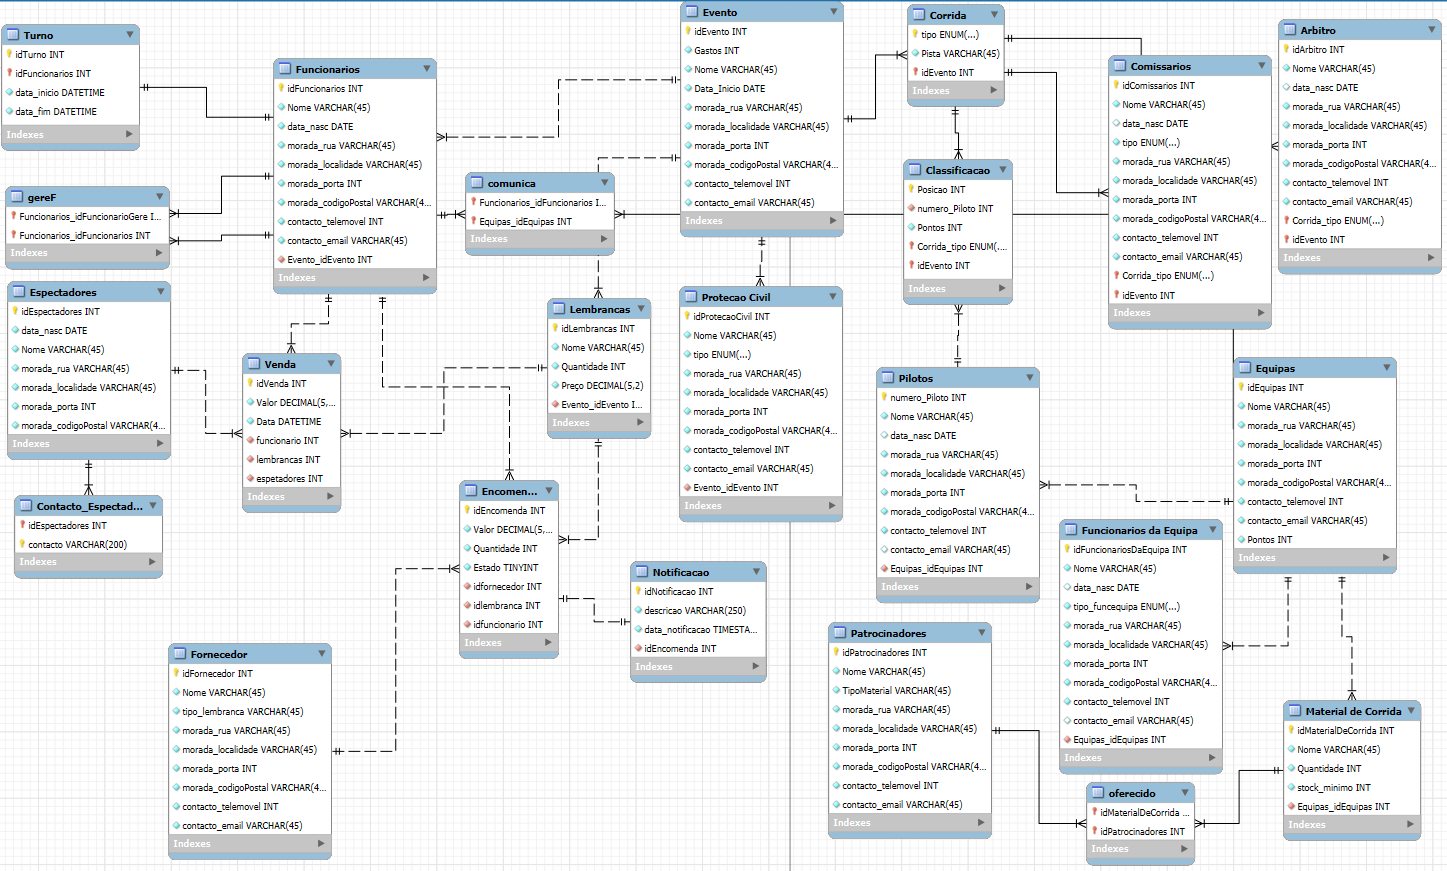 Turno
idTurno INT
idFuncionarios INT
data_inicio DATETIME
data_fim DATETIME
Indexes
gereF
Funcionarios_idFuncionarioGere I...
Funcionarios_idFuncionarios INT
Indexes
Espectadores
idEspectadores INT
data_nasc DATE
Nome VARCHAR(45)
morada_rua VARCHAR(45)
morada_localidade VARCHAR(45)
morada_porta INT
morada_codigoPostal VARCHAR(4...
Indexes
Contacto_Espectad...
idEspectadores INT
contacto VARCHAR(200)
Indexes
Funcionarios
idFuncionarios INT
Nome VARCHAR(45)
data_nasc DATE
morada_rua VARCHAR(45)
morada_localidade VARCHAR(45)
morada_porta INT
morada_codigoPostal VARCHAR(4...
contacto_telemovel INT
contacto_email VARCHAR(45)
Evento_idEvento INT
Indexes
Venda
idVenda INT
Valor DECIMAL(5,...
Data DATETIME
funcionario INT
lembrancas INT
espetadores INT
Indexes
Fornecedor
idFornecedor INT
Nome VARCHAR(45)
tipo_lembranca VARCHAR(45)
morada_rua VARCHAR(45)
morada_localidade VARCHAR(45)
morada_porta INT
morada_codigoPostal VARCHAR(4...
contacto_telemovel INT
contacto_email VARCHAR(45)
Indexes
comunica
Funcionarios_idFuncionarios I...
Equipas_idEquipas INT
Indexes
Lembrancas
idLembrancas INT
Nome VARCHAR(45)
Quantidade INT
Preço DECIMAL(5,2)
Evento_idEvento I...
Indexes
Encomen...
idEncomenda INT
Valor DECIMAL(5,...
Quantidade INT
Estado TINYINT
idfornecedor INT
idlembranca INT
idfuncionario INT
Indexes
Notificacao
idNotificacao INT
descricao VARCHAR(250)
data_notificacao TIMESTA...
idEncomenda INT
Indexes
Evento
idEvento INT
Gastos INT
Nome VARCHAR(45)
Data_Inicio DATE
morada_rua VARCHAR(45)
morada_localidade VARCHAR(45)
morada_porta INT
morada_codigoPostal VARCHAR(4...
contacto_telemovel INT
contacto_email VARCHAR(45)
Indexes
Protecao Civil
idProtecaoCivil INT
Nome VARCHAR(45)
tipo ENUM(...)
morada_rua VARCHAR(45)
morada_localidade VARCHAR(45)
morada_porta INT
morada_codigoPostal VARCHAR(4...
contacto_telemovel INT
contacto_email VARCHAR(45)
Evento_idEvento INT
Indexes
Corrida
tipo ENUM(...)
Pista VARCHAR(45)
idEvento INT
Indexes
Classificacao
Posicao INT
numero_Piloto INT
Pontos INT
Corrida_tipo ENUM(...
idEvento INT
Indexes
Pilotos
numero_Piloto INT
Nome VARCHAR(45)
data_nasc DATE
morada_rua VARCHAR(45)
morada_localidade VARCHAR(45)
morada_porta INT
morada_codigoPostal VARCHAR(4...
contacto_telemovel INT
contacto_email VARCHAR(45)
Equipas_idEquipas INT
Indexes
Patrocinadores
idPatrocinadores INT
Nome VARCHAR(45)
TipoMaterial VARCHAR(45)
morada_rua VARCHAR(45)
morada_localidade VARCHAR(45)
morada_porta INT
morada_codigoPostal VARCHAR(4...
contacto_telemovel INT
contacto_email VARCHAR(45)
Indexes
Comissarios
idComissarios INT
Nome VARCHAR(45)
data_nasc DATE
tipo ENUM(...)
morada_rua VARCHAR(45)
morada_localidade VARCHAR(45)
morada_porta INT
morada_codigoPostal VARCHAR(4...
contacto_telemovel INT
contacto_email VARCHAR(45)
Corrida_tipo ENUM(...)
idEvento INT
Indexes
Arbitro
idArbitro INT
Nome VARCHAR(45)
data_nasc DATE
morada_rua VARCHAR(45)
morada_localidade VARCHAR(45)
morada_porta INT
morada_codigoPostal VARCHAR(4...
contacto_telemovel INT
contacto_email VARCHAR(45)
Corrida_tipo ENUM(...)
idEvento INT
Indexes
Equipas
idEquipas INT
Nome VARCHAR(45)
morada_rua VARCHAR(45)
morada_localidade VARCHAR(45)
morada_porta INT
morada_codigoPostal VARCHAR(4...
contacto_telemovel INT
contacto_email VARCHAR(45)
Pontos INT
Indexes
Funcionarios da Equipa
idFuncionariosDaEquipa INT
Nome VARCHAR(45)
data_nasc DATE
tipo_funcequipa ENUM(...)
morada_rua VARCHAR(45)
morada_localidade VARCHAR(45)
morada_porta INT
morada_codigoPostal VARCHAR(4...
contacto_telemovel INT
contacto_email VARCHAR(45)
Equipas_idEquipas INT
Indexes
Material de Corrida
idMaterialDeCorrida INT
Nome VARCHAR(45)
Quantidade INT
stock_minimo INT
Equipas_idEquipas INT
Indexes
oferecido
idMaterialDeCorrida ...
idPatrocinadores INT
Indexes